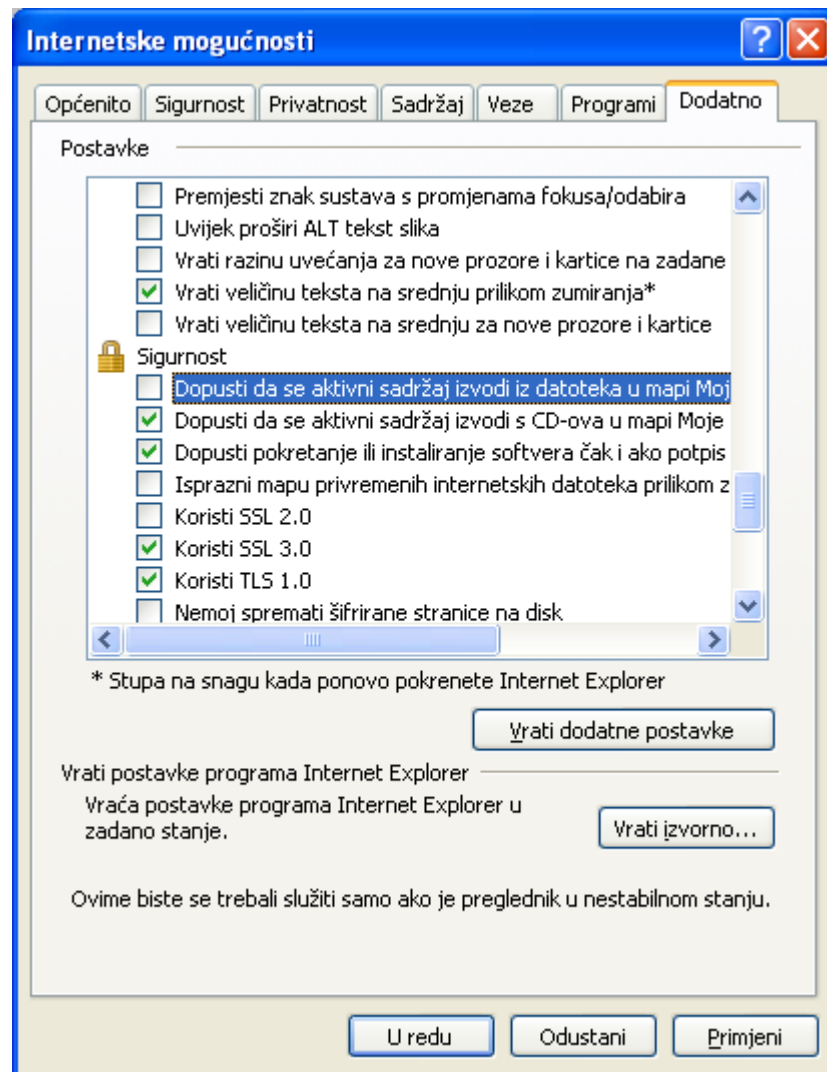 Internetske mogućnosti
Općenito Sigurnost Privatnost Sadržaj Veze Programi Dodatno
Postavke
Premjesti znak sustava s promjenama fokusa/odabira
Uvijek proširi ALT tekst slika
Vrati razinu uvećanja za nove prozore i kartice na zadane
Vrati veličinu teksta na srednju prilikom zumiranja*
Vrati veličinu teksta na srednju za nove prozore i kartice
Sigurnost
Dopusti da se aktivni sadržaj izvodi iz datoteka u mapi Moj
Dopusti da se aktivni sadržaj izvodi s CD-ova u mapi Moje
Dopusti pokretanje ili instaliranje softvera čak i ako potpis
Isprazni mapu privremenih internetskih datoteka prilikom z
Koristi SSL 2.0
Koristi SSL 3.0
Koristi TLS 1.0
Nemoj spremati šifrirane stranice na disk
* Stupa na snagu kada ponovo pokrenete Internet Explorer
Vrati dodatne postavke
Vrati postavke programa Internet Explorer
Vraća postavke programa Internet Explorer u
zadano stanje.
Vrati izvorno...
Ovime biste se trebali služiti samo ako je preglednik u nestabilnom stanju.
U redu Odustani Primjeni